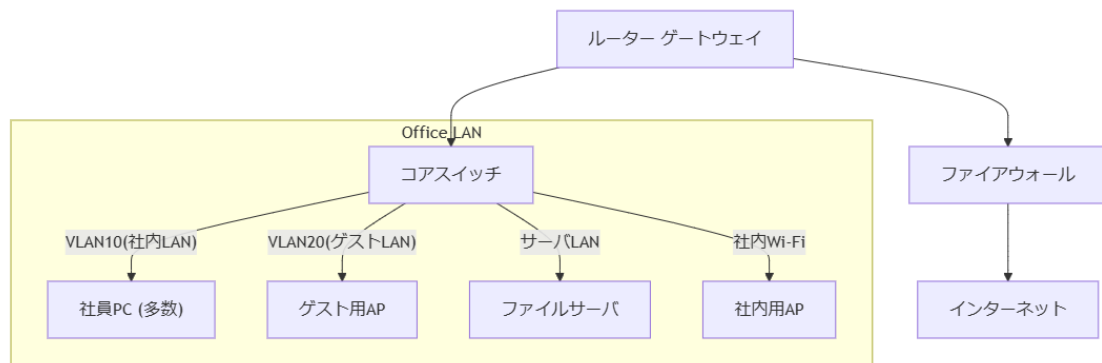 ルーター ゲートウェイ
Office LAN
コアスイッチ
ファイアウォール
VLAN10(社内LAN)
VLAN20(ゲストLAN)
サーバLAN
社内Wi-Fi
社員PC (多数)
ゲスト用AP
ファイルサーバ
社内用AP
インターネット